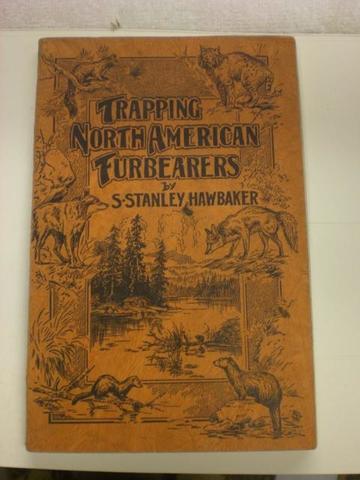 TRAPPING
NORTH AMERICAN
FURBEARERS
by
S. STANLEY HAWBAKER